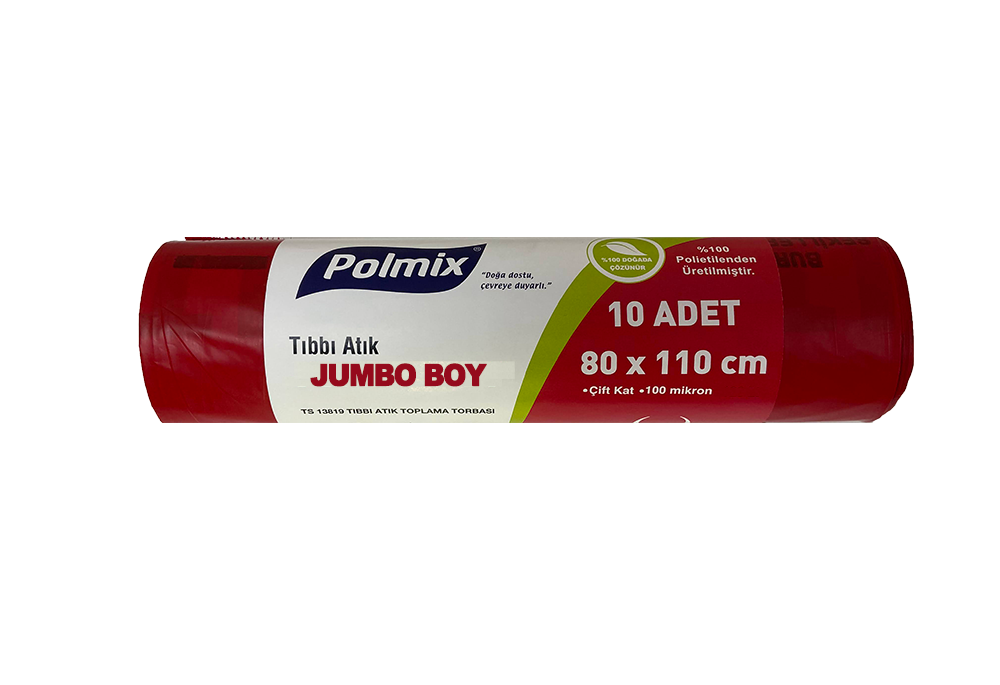 Polmix®
"Doğa dostu,
çevreye duyarlı."
Tıbbi Atık
JUMBO BOY
TS 13819 TIBBI ATIK TOPLAMA TORBASI
%100 DOĞADA
ÇÖZÜNÜR
%100
Polietilenden
Üretilmiştir.
10 ADET
80 x 110 cm
•Çift Kat •100 mikron